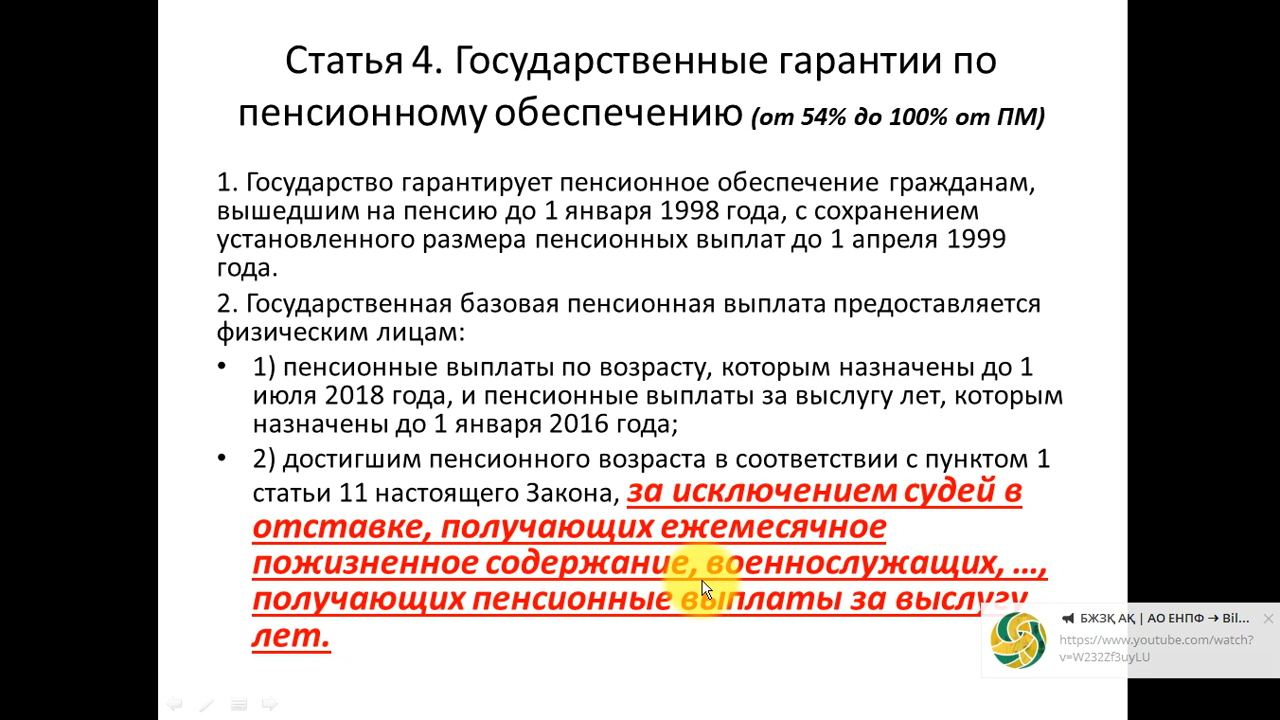 Статья 4. Государственные гарантии по
пенсионному обеспечению (от 54% до 100% от ПМ)
1. Государство гарантирует пенсионное обеспечение гражданам,
вышедшим на пенсию до 1 января 1998 года, с сохранением
установленного размера пенсионных выплат до 1 апреля 1999
года.
2. Государственная базовая пенсионная выплата предоставляется
физическим лицам:
• 1) пенсионные выплаты по возрасту, которым назначены до 1
июля 2018 года, и пенсионные выплаты за выслугу лет, которым
назначены до 1 января 2016 года;
• 2) достигшим пенсионного возраста в соответствии с пунктом 1
статьи 11 настоящего Закона, за исключением судей в
отставке, получающих ежемесячное
пожизненное содержание, военнослужащих, …,
получающих пенсионные выплаты за выслугу
лет.
БЖЗҚ АҚ | АО ЕНПФ ➔ Bil...
https://www.youtube.com/watch?
v=W232Zf3uyLU